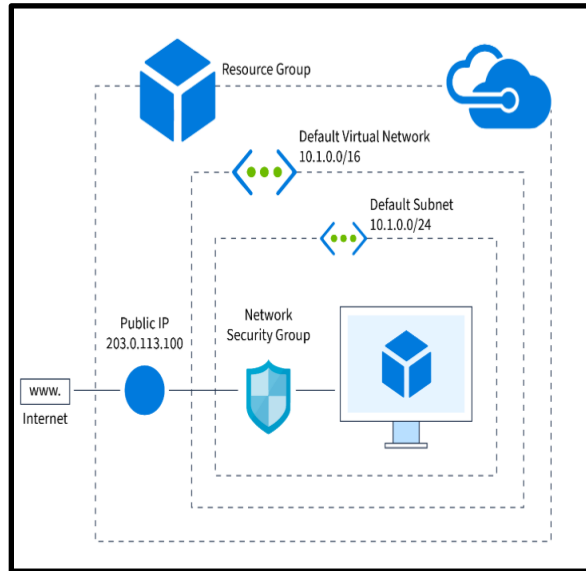 Resource Group
Default Virtual Network
10.1.0.0/16
Default Subnet
10.1.0.0/24
Public IP
203.0.113.100
Network
Security Group
www.
Internet